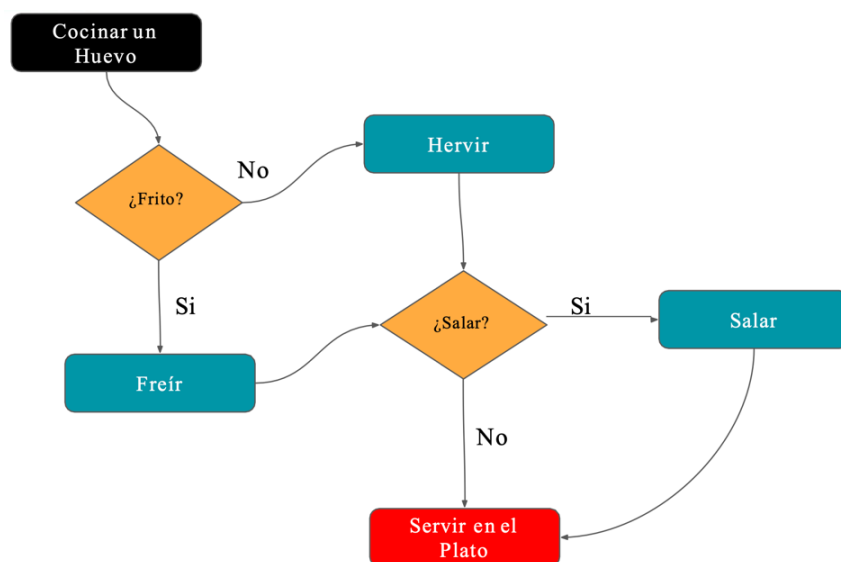 Cocinar un
Huevo
¿Frito?
No
Hervir
Si
Freír
¿Salar?
Si
Salar
No
Servir en el
Plato